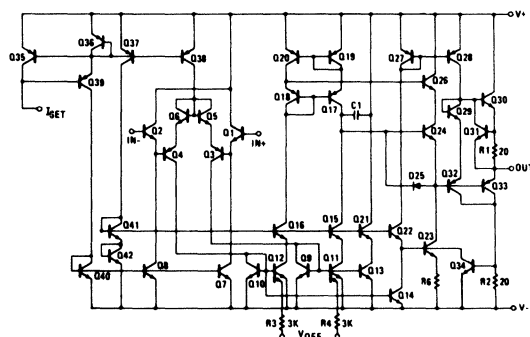 V+
Q36
Q37
Q35
Q38
Q20
Q19
Q27
Q28
Q39
Q26
Q30
I SET
Q6
Q5
Q18
Q17
C1
Q29
Q31
R1
20
IN-
Q2
Q1
IN+
Q4
Q3
Q24
OUT
D25
Q32
Q33
Q41
Q16
Q15
Q21
Q22
Q42
Q23
Q40
Q8
Q7
Q10
Q12
Q9
Q11
Q13
Q34
R2
20
R6
Q14
R3
3K
R4
3K
V-
V OFF